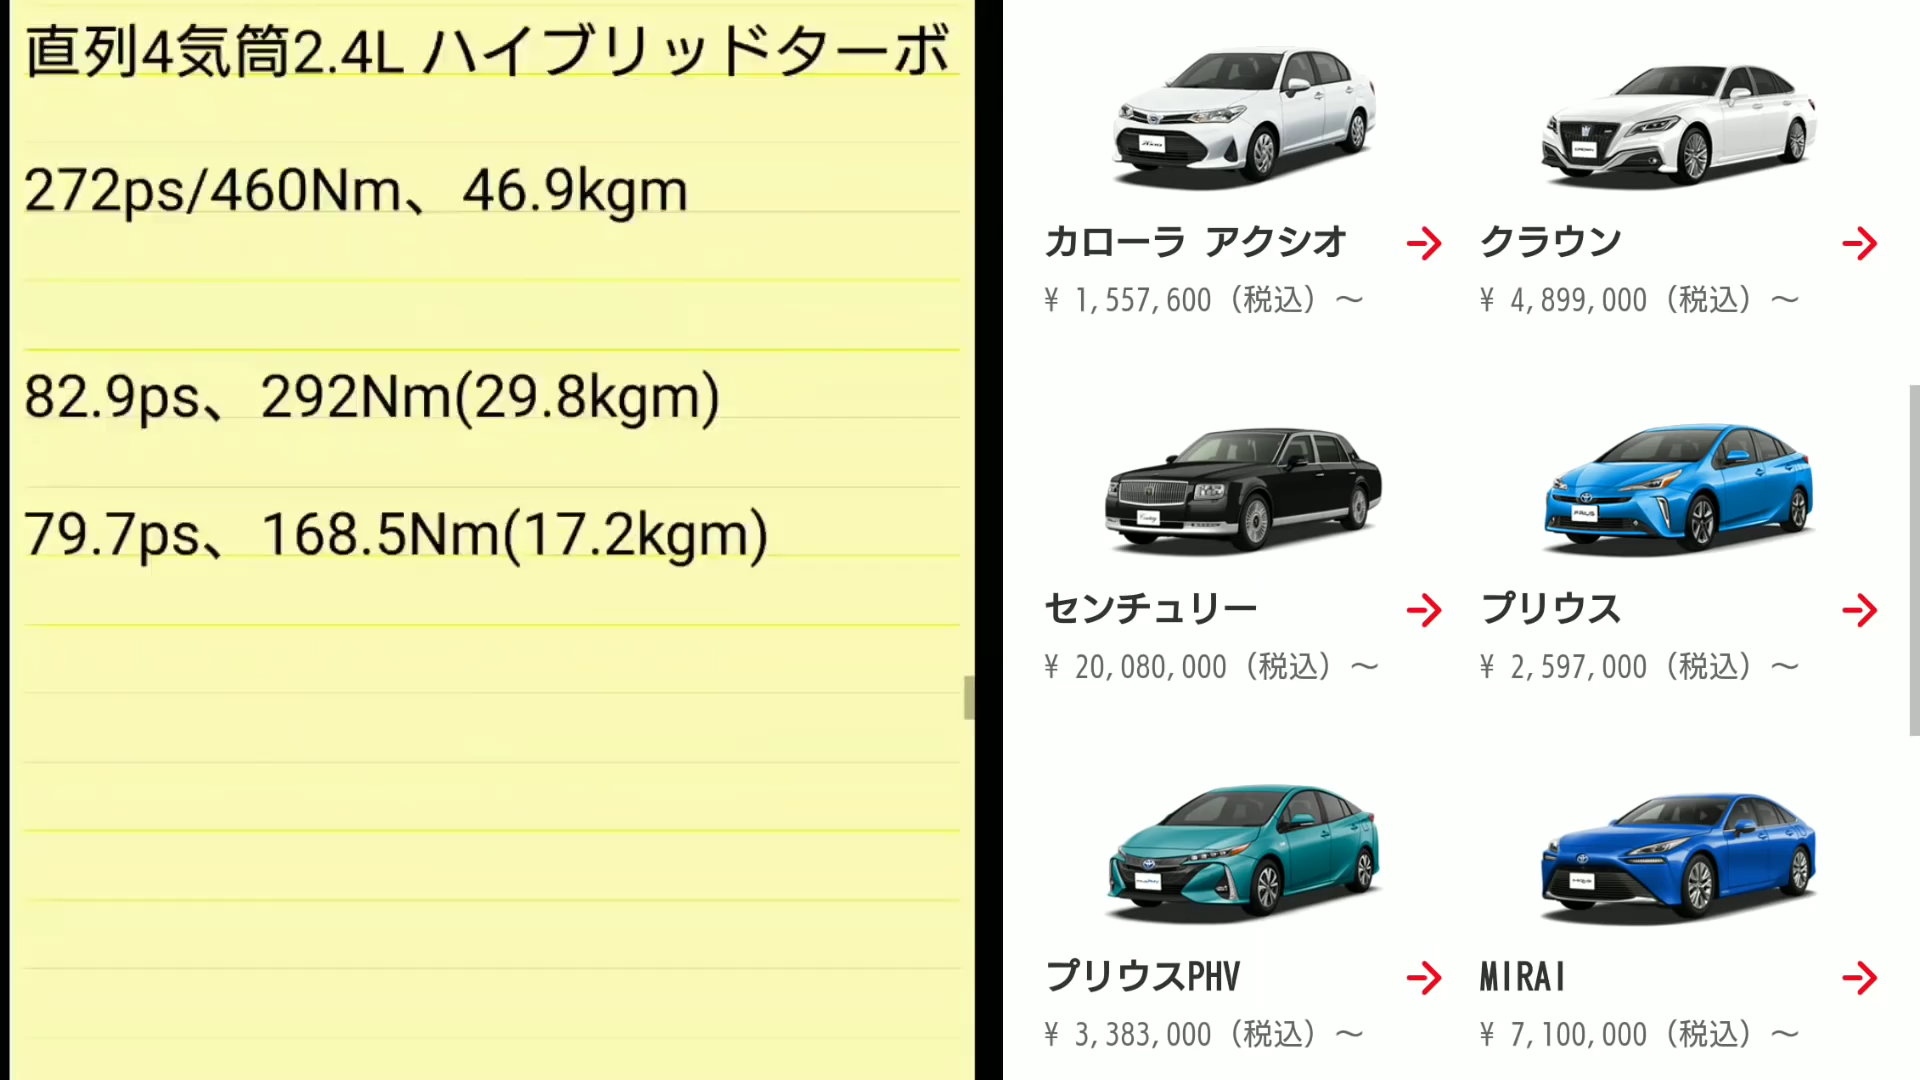 直列4気筒2.4L ハイブリッドターボ
272ps/460Nm、46.9kgm
82.9ps、292Nm(29.8kgm)
79.7ps、168.5Nm(17.2kgm)
カローラ アクシオ
¥ 1,557,600（税込）～
クラウン
¥ 4,899,000（税込）～
センチュリー
¥ 20,080,000（税込）～
プリウス
¥ 2,597,000（税込）～
プリウスPHV
¥ 3,383,000（税込）～
MIRAI
¥ 7,100,000（税込）～